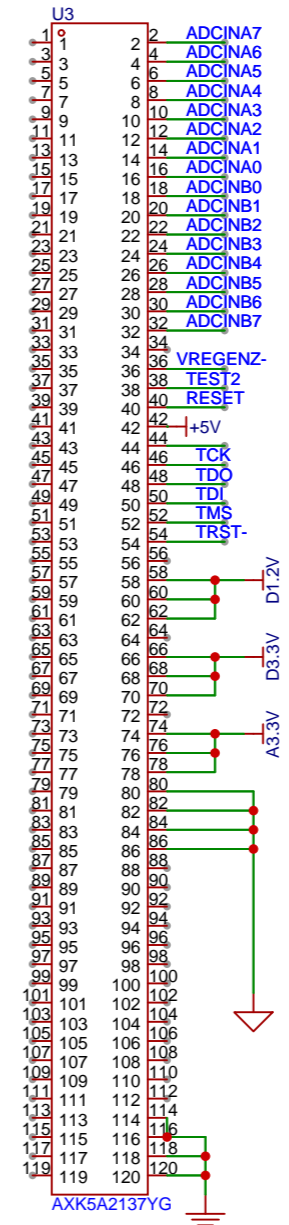 U3
1 1 2 2 ADCINA7
3 3 4 4 ADCINA6
5 5 6 6 ADCINA5
7 7 8 8 ADCINA4
9 9 10 10 ADCINA3
11 11 12 12 ADCINA2
13 13 14 14 ADCINA1
15 15 16 16 ADCINA0
17 17 18 18 ADCINB0
19 19 20 20 ADCINB1
21 21 22 22 ADCINB2
23 23 24 24 ADCINB3
25 25 26 26 ADCINB4
27 27 28 28 ADCINB5
29 29 30 30 ADCINB6
31 31 32 32 ADCINB7
33 33 34 34
35 35 36 36 VREGENZ-
37 37 38 38 TEST2
39 39 40 40 RESET
41 41 42 42 +5V
43 43 44 44
45 45 46 46 TCK
47 47 48 48 TDO
49 49 50 50 TDI
51 51 52 52 TMS
53 53 54 54 TRST-
55 55 56 56
57 57 58 58 D1.2V
59 59 60 60
61 61 62 62
63 63 64 64
65 65 66 66 D3.3V
67 67 68 68
69 69 70 70
71 71 72 72
73 73 74 74 A3.3V
75 75 76 76
77 77 78 78
79 79 80 80
81 81 82 82
83 83 84 84
85 85 86 86
87 87 88 88
89 89 90 90
91 91 92 92
93 93 94 94
95 95 96 96
97 97 98 98
99 99 100 100
101 101 102 102
103 103 104 104
105 105 106 106
107 107 108 108
109 109 110 110
111 111 112 112
113 113 114 114
115 115 116 116
117 117 118 118
119 119 120 120
AXK5A2137YG